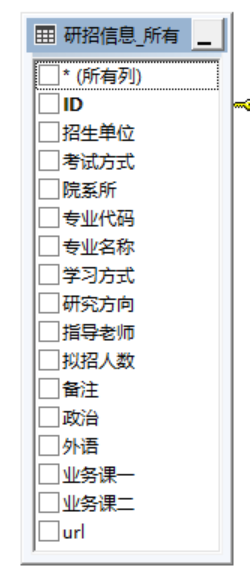 研招信息_所有
* (所有列)
ID
招生单位
考试方式
院系所
专业代码
专业名称
学习方式
研究方向
指导老师
拟招人数
备注
政治
外语
业务课一
业务课二
url